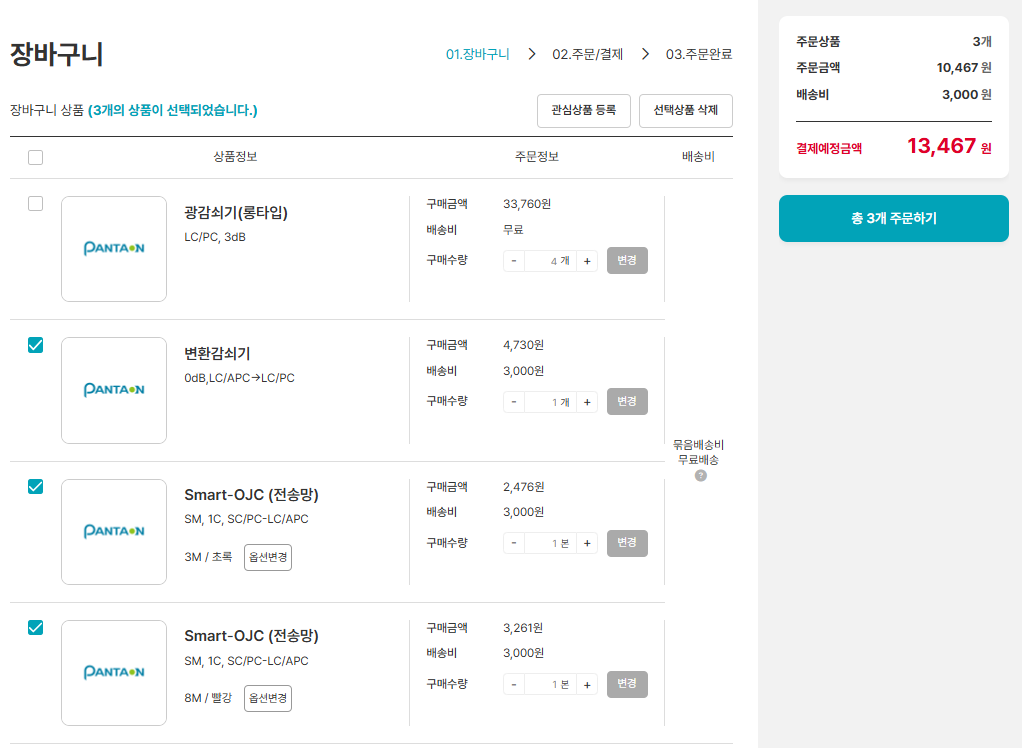 장바구니
01.장바구니 > 02.주문/결제 > 03.주문완료
장바구니 상품 (3개의 상품이 선택되었습니다.)
관심상품 등록 선택상품 삭제
상품정보 주문정보 배송비
PANTAON
광감쇠기(롱타입)
LC/PC, 3dB
구매금액 33,760원
배송비 무료
구매수량 - 4 개 + 변경
PANTAON
변환감쇠기
0dB,LC/APC→LC/PC
구매금액 4,730원
배송비 3,000원
구매수량 - 1 개 + 변경
PANTAON
Smart-OJC (전송망)
SM, 1C, SC/PC-LC/APC
3M / 초록 옵션변경
구매금액 2,476원
배송비 3,000원
구매수량 - 1 본 + 변경
PANTAON
Smart-OJC (전송망)
SM, 1C, SC/PC-LC/APC
8M / 빨강 옵션변경
구매금액 3,261원
배송비 3,000원
구매수량 - 1 본 + 변경
묶음배송비
무료배송
?
주문상품 3개
주문금액 10,467 원
배송비 3,000 원
결제예정금액 13,467 원
총 3개 주문하기